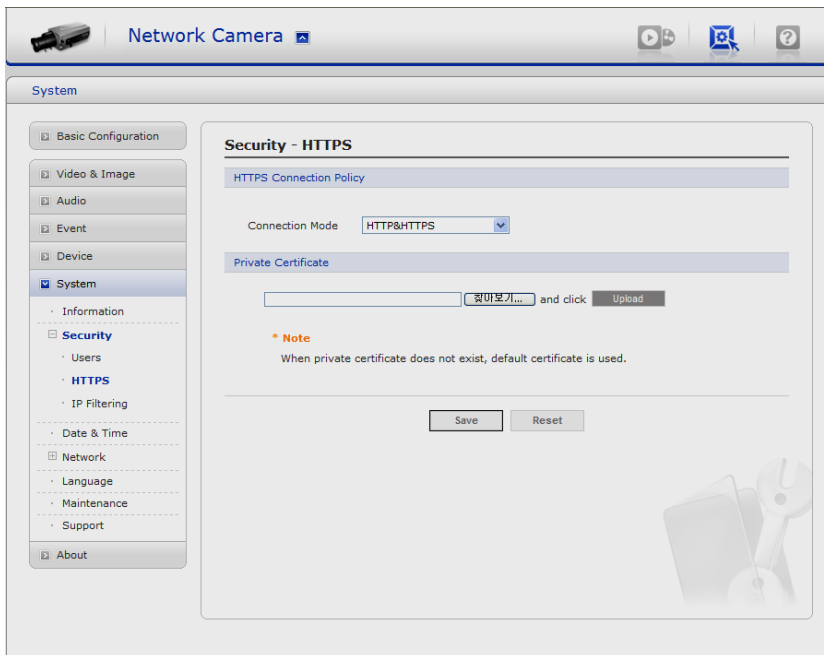 Network Camera
System
Basic Configuration
Video & Image
Audio
Event
Device
System
· Information
Security
· Users
· HTTPS
· IP Filtering
· Date & Time
Network
· Language
· Maintenance
· Support
About
Security - HTTPS
HTTPS Connection Policy
Connection Mode HTTP&HTTPS
Private Certificate
찾아보기... and click Upload
* Note
When private certificate does not exist, default certificate is used.
Save Reset